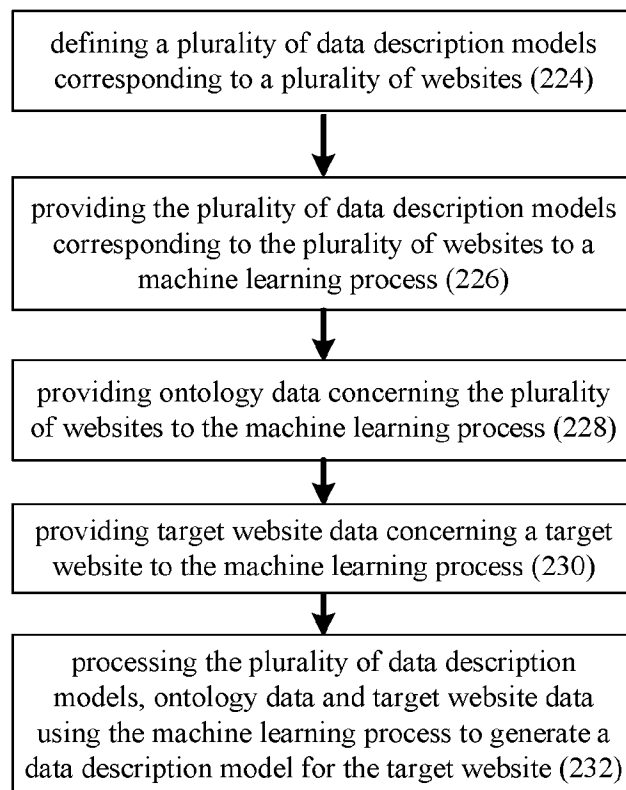 defining a plurality of data description models
corresponding to a plurality of websites (224)
providing the plurality of data description models
corresponding to the plurality of websites to a
machine learning process (226)
providing ontology data concerning the plurality
of websites to the machine learning process (228)
providing target website data concerning a target
website to the machine learning process (230)
processing the plurality of data description
models, ontology data and target website data
using the machine learning process to generate a
data description model for the target website (232)